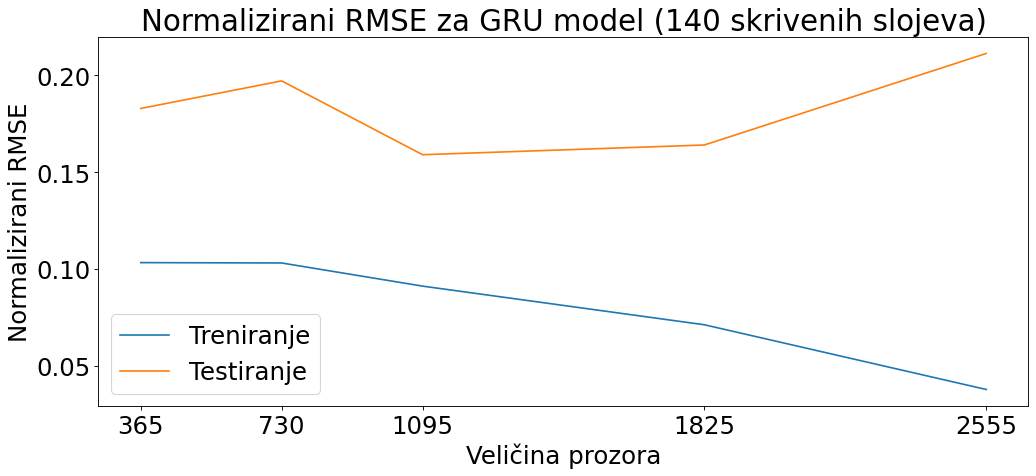 Normalizirani RMSE za GRU model (140 skrivenih slojeva)
Normalizirani RMSE
0.20
0.15
0.10
0.05
Treniranje
Testiranje
365 730 1095 1825 2555
Veličina prozora